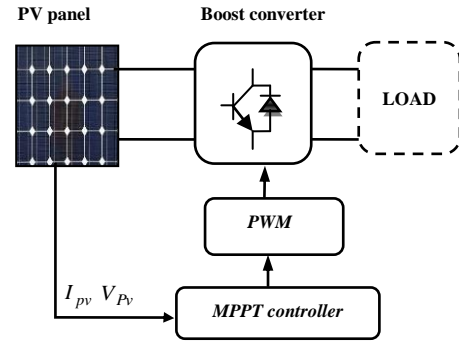 PV panel
Boost converter
LOAD
PWM
I_pv V_Pv
MPPT controller